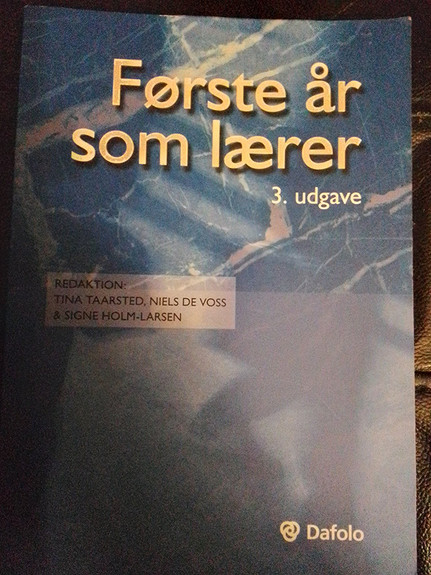 Første år
som lærer
3. udgave
REDAKTION:
TINA TAARSTED, NIELS DE VOSS
& SIGNE HOLM-LARSEN
Dafolo